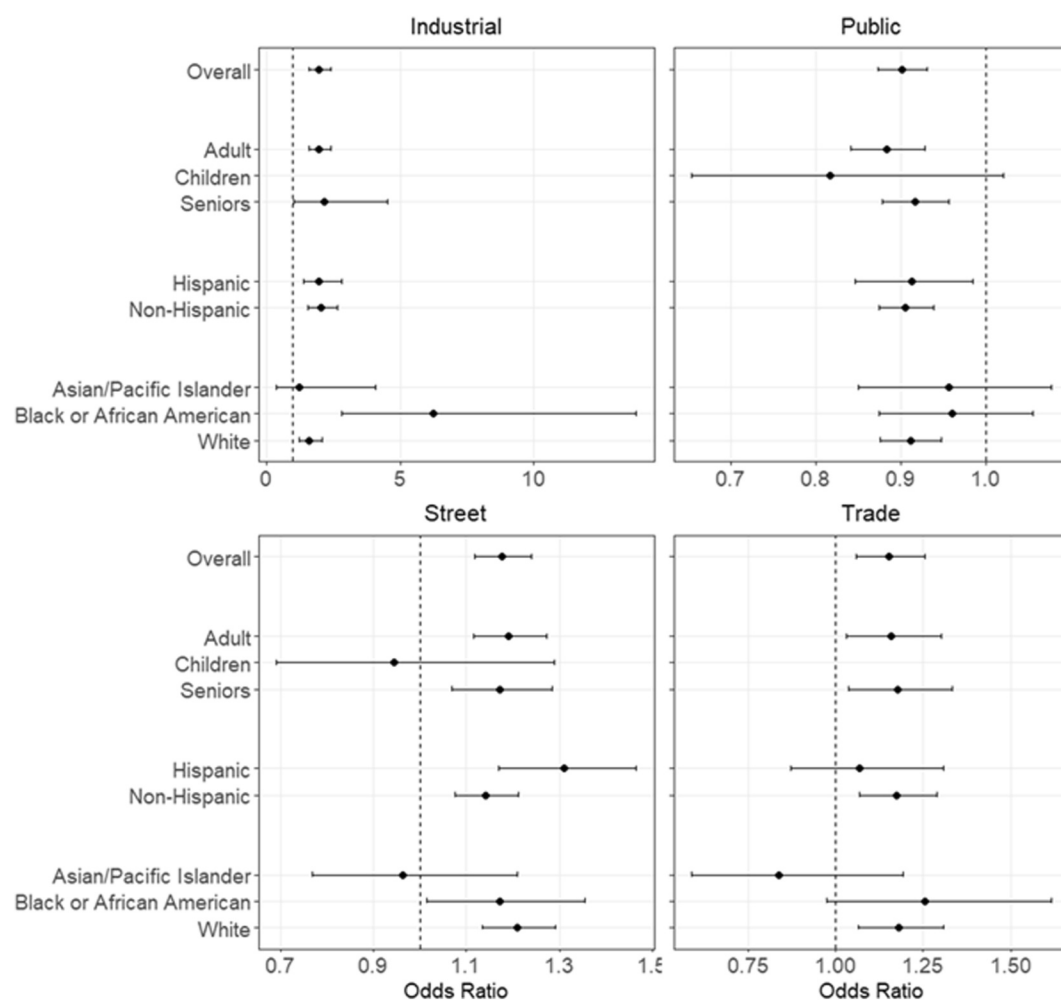 Industrial
Public
Overall
Adult
Children
Seniors
Hispanic
Non-Hispanic
Asian/Pacific Islander
Black or African American
White
0 5 10
0.7 0.8 0.9 1.0
Street
Trade
Overall
Adult
Children
Seniors
Hispanic
Non-Hispanic
Asian/Pacific Islander
Black or African American
White
0.7 0.9 1.1 1.3
0.75 1.00 1.25 1.50
Odds Ratio
Odds Ratio